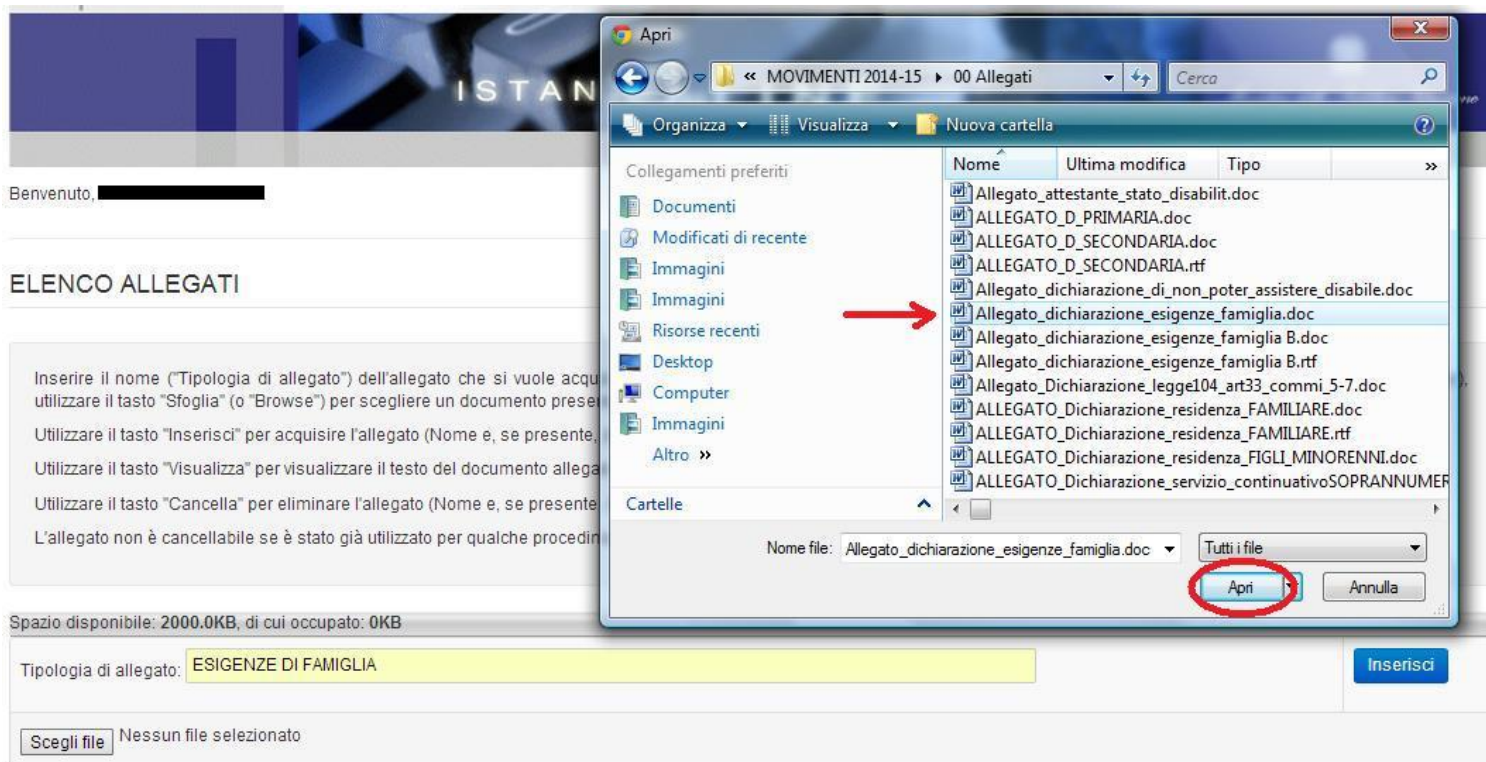 ISTAN
Benvenuto,
ELENCO ALLEGATI
Inserire il nome ("Tipologia di allegato") dell'allegato che si vuole acqu
utilizzare il tasto "Sfoglia" (o "Browse") per scegliere un documento prese
Utilizzare il tasto "Inserisci" per acquisire l'allegato (Nome e, se presente,
Utilizzare il tasto "Visualizza" per visualizzare il testo del documento allega
Utilizzare il tasto "Cancella" per eliminare l'allegato (Nome e, se presente
L'allegato non è cancellabile se è stato già utilizzato per qualche procedin
Apri
« MOVIMENTI 2014-15 ▸ 00 Allegati
Cerca
Organizza Visualizza Nuova cartella
Collegamenti preferiti
Documenti
Modificati di recente
Immagini
Immagini
Risorse recenti
Desktop
Computer
Immagini
Altro »
Cartelle
Nome Ultima modifica Tipo »
Allegato_attestante_stato_disabilit.doc
ALLEGATO_D_PRIMARIA.doc
ALLEGATO_D_SECONDARIA.doc
ALLEGATO_D_SECONDARIA.rtf
Allegato_dichiarazione_di_non_poter_assistere_disabile.doc
Allegato_dichiarazione_esigenze_famiglia.doc
Allegato_dichiarazione_esigenze_famiglia B.doc
Allegato_dichiarazione_esigenze_famiglia B.rtf
Allegato_Dichiarazione_legge104_art33_commi_5-7.doc
ALLEGATO_Dichiarazione_residenza_FAMILIARE.doc
ALLEGATO_Dichiarazione_residenza_FAMILIARE.rtf
ALLEGATO_Dichiarazione_residenza_FIGLI_MINORENNI.doc
ALLEGATO_Dichiarazione_servizio_continuativoSOPRANNUMER
Nome file: Allegato_dichiarazione_esigenze_famiglia.doc Tutti i file
Apri Annulla
Spazio disponibile: 2000.0KB, di cui occupato: 0KB
Tipologia di allegato: ESIGENZE DI FAMIGLIA Inserisci
Scegli file Nessun file selezionato